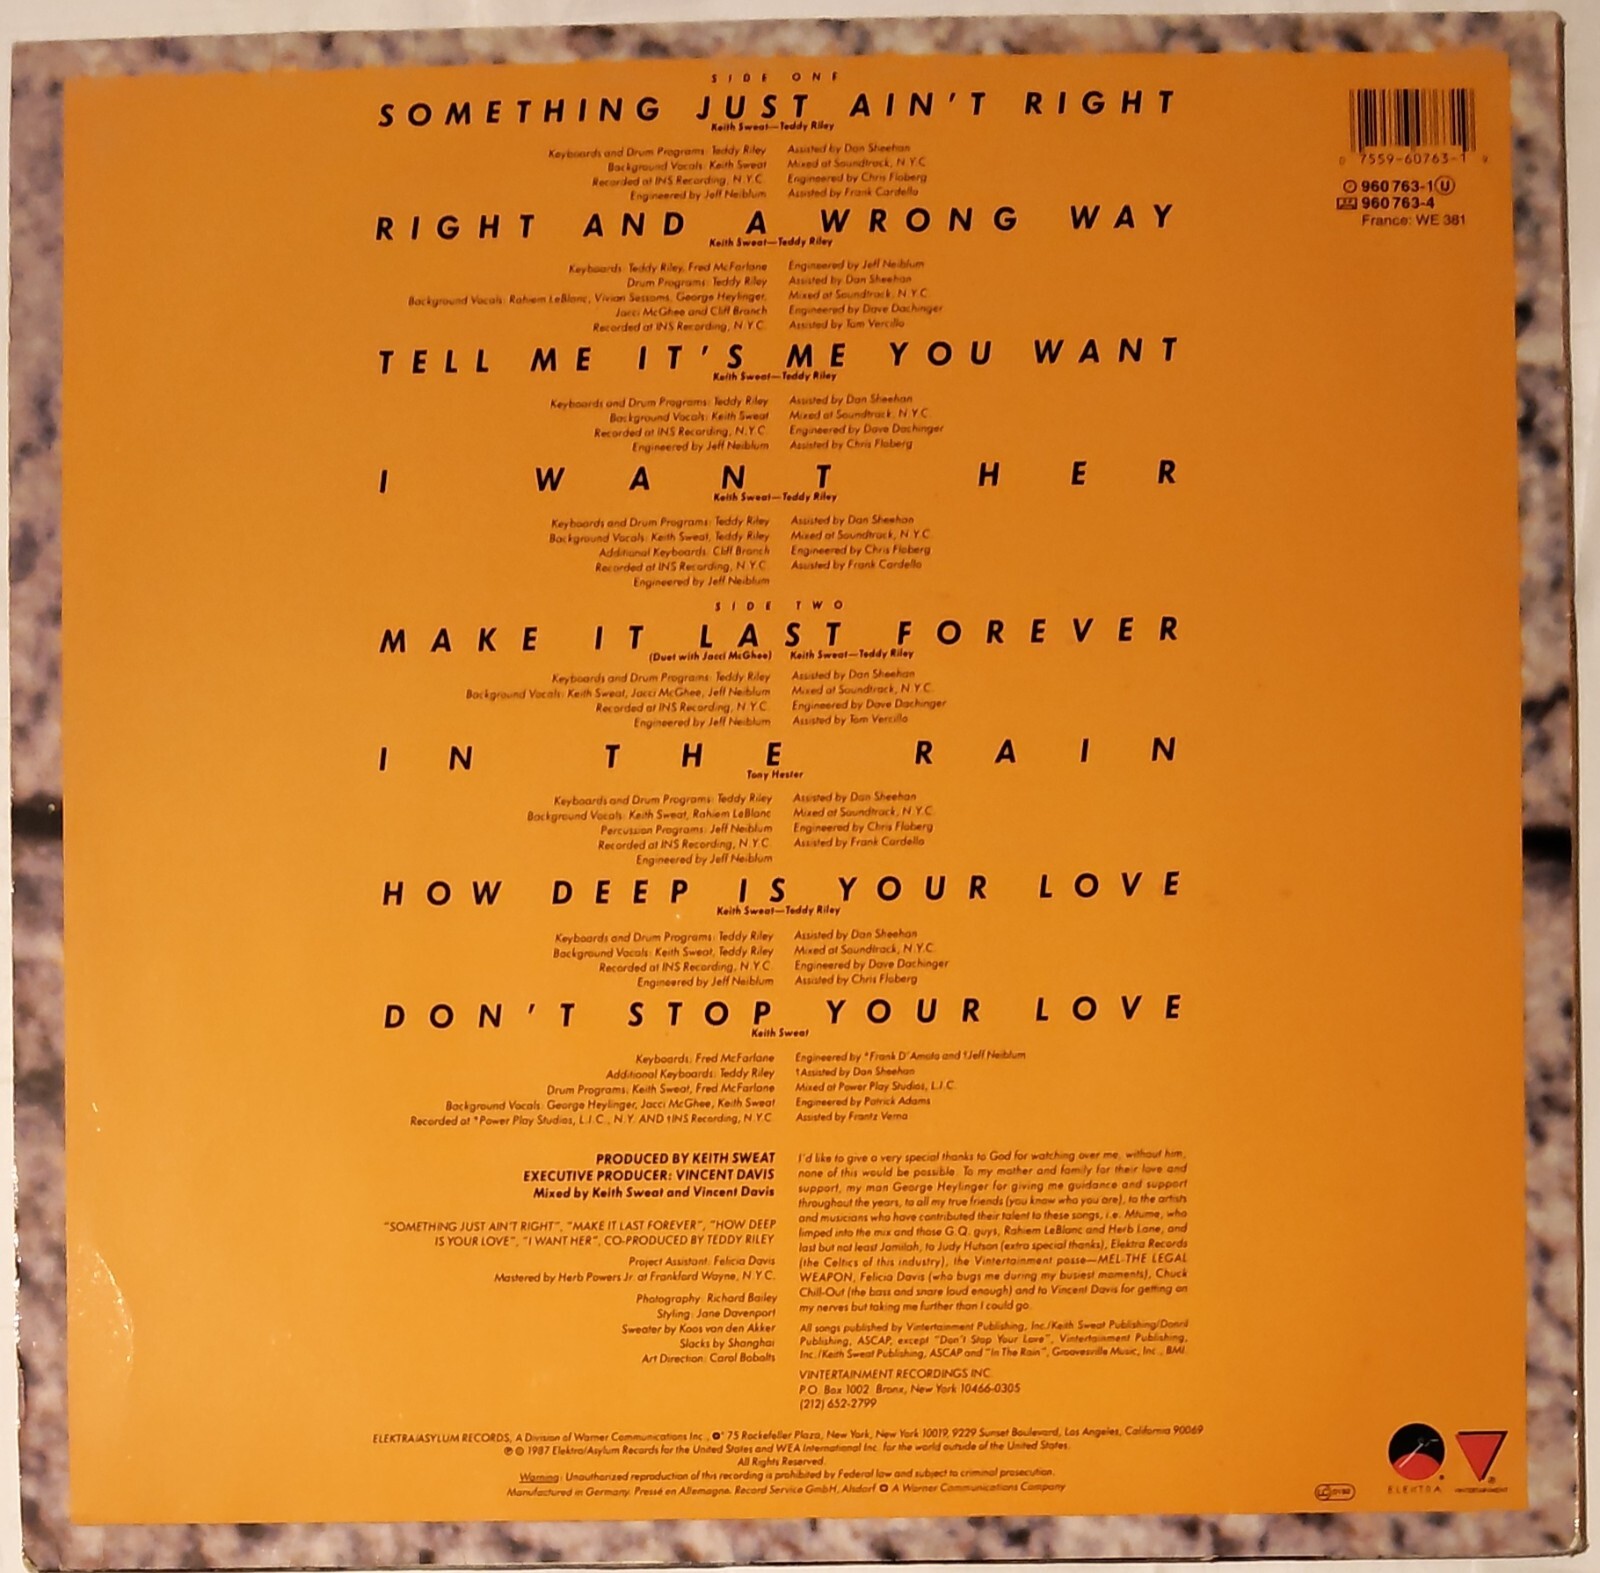 SIDE ONE
SOMETHING JUST AIN'T RIGHT
Keith Sweat—Teddy Riley
Keyboards and Drum Programs: Teddy Riley
Background Vocals: Keith Sweat
Recorded at INS Recording, N.Y.C.
Engineered by Jeff Neiblum
Assisted by Dan Sheehan
Mixed at Soundtrack, N.Y.C.
Engineered by Chris Floberg
Assisted by Frank Cardello
RIGHT AND A WRONG WAY
Keith Sweat—Teddy Riley
Keyboards: Teddy Riley, Fred McFarlane
Drum Programs: Teddy Riley
Background Vocals: Rahiem LeBlanc, Vivian Sessoms, George Heylinger,
Jacci McGhee and Cliff Branch
Recorded at INS Recording, N.Y.C.
Engineered by Jeff Neiblum
Assisted by Dan Sheehan
Mixed at Soundtrack, N.Y.C.
Engineered by Dave Dachinger
Assisted by Tom Vercillo
TELL ME IT'S ME YOU WANT
Keith Sweat—Teddy Riley
Keyboards and Drum Programs: Teddy Riley
Background Vocals: Keith Sweat
Recorded at INS Recording, N.Y.C.
Engineered by Jeff Neiblum
Assisted by Dan Sheehan
Mixed at Soundtrack, N.Y.C.
Engineered by Dave Dachinger
Assisted by Chris Floberg
I WANT HER
Keith Sweat—Teddy Riley
Keyboards and Drum Programs: Teddy Riley
Background Vocals: Keith Sweat, Teddy Riley
Additional Keyboards: Cliff Branch
Recorded at INS Recording, N.Y.C.
Engineered by Jeff Neiblum
Assisted by Dan Sheehan
Mixed at Soundtrack, N.Y.C.
Engineered by Chris Floberg
Assisted by Frank Cardello
SIDE TWO
MAKE IT LAST FOREVER
(Duet with Jacci McGhee) Keith Sweat—Teddy Riley
Keyboards and Drum Programs: Teddy Riley
Background Vocals: Keith Sweat, Jacci McGhee, Jeff Neiblum
Recorded at INS Recording, N.Y.C.
Engineered by Jeff Neiblum
Assisted by Dan Sheehan
Mixed at Soundtrack, N.Y.C.
Engineered by Dave Dachinger
Assisted by Tom Vercillo
IN THE RAIN
Tony Hester
Keyboards and Drum Programs: Teddy Riley
Background Vocals: Keith Sweat, Rahiem LeBlanc
Percussion Programs: Jeff Neiblum
Recorded at INS Recording, N.Y.C.
Engineered by Jeff Neiblum
Assisted by Dan Sheehan
Mixed at Soundtrack, N.Y.C.
Engineered by Chris Floberg
Assisted by Frank Cardello
HOW DEEP IS YOUR LOVE
Keith Sweat—Teddy Riley
Keyboards and Drum Programs: Teddy Riley
Background Vocals: Keith Sweat, Teddy Riley
Recorded at INS Recording, N.Y.C.
Engineered by Jeff Neiblum
Assisted by Dan Sheehan
Mixed at Soundtrack, N.Y.C.
Engineered by Dave Dachinger
Assisted by Chris Floberg
DON'T STOP YOUR LOVE
Keith Sweat
Keyboards: Fred McFarlane
Additional Keyboards: Teddy Riley
Drum Programs: Keith Sweat, Fred McFarlane
Background Vocals: George Heylinger, Jacci McGhee, Keith Sweat
Recorded at *Power Play Studios, L.I.C., N.Y. AND †INS Recording, N.Y.C.
Engineered by *Frank D'Amato and †Jeff Neiblum
†Assisted by Dan Sheehan
Mixed at Power Play Studios, L.I.C.
Engineered by Patrick Adams
Assisted by Frantz Verna
PRODUCED BY KEITH SWEAT
EXECUTIVE PRODUCER: VINCENT DAVIS
Mixed by Keith Sweat and Vincent Davis
"SOMETHING JUST AIN'T RIGHT", "MAKE IT LAST FOREVER", "HOW DEEP
IS YOUR LOVE", "I WANT HER", CO-PRODUCED BY TEDDY RILEY
Project Assistant: Felicia Davis
Mastered by Herb Powers Jr. at Frankford Wayne, N.Y.C.
Photography: Richard Bailey
Styling: Jane Davenport
Sweater by Koos van den Akker
Slacks by Shanghai
Art Direction: Carol Bobolts
I'd like to give a very special thanks to God for watching over me, without him,
none of this would be possible. To my mother and family for their love and
support, my man George Heylinger for giving me guidance and support
throughout the years, to all my true friends (you know who you are), to the artists
and musicians who have contributed their talent to these songs, i.e. Mtume, who
limped into the mix and those G.Q. guys, Rahiem LeBlanc and Herb Lane, and
last but not least Jamilah, to Judy Hutson (extra special thanks), Elektra Records
(the Celtics of this industry), the Vintertainment posse—MEL-THE LEGAL
WEAPON, Felicia Davis (who bugs me during my busiest moments), Chuck
Chill-Out (the bass and snare loud enough) and to Vincent Davis for getting on
my nerves but taking me further than I could go.
All songs published by Vintertainment Publishing, Inc./Keith Sweat Publishing/Donril
Publishing, ASCAP, except "Don't Stop Your Love", Vintertainment Publishing,
Inc./Keith Sweat Publishing, ASCAP and "In The Rain", Groovesville Music, Inc., BMI.
VINTERTAINMENT RECORDINGS INC.
P.O. Box 1002 Bronx, New York 10466-0305
(212) 652-2799
ELEKTRA/ASYLUM RECORDS, A Division of Warner Communications Inc., 75 Rockefeller Plaza, New York, New York 10019, 9229 Sunset Boulevard, Los Angeles, California 90069
℗ © 1987 Elektra/Asylum Records for the United States and WEA International Inc. for the world outside of the United States.
All Rights Reserved.
Warning: Unauthorized reproduction of this recording is prohibited by Federal law and subject to criminal prosecution.
Manufactured in Germany. Pressé en Allemagne. Record Service GmbH, Alsdorf A Warner Communications Company
0 7559-60763-1 9
960 763-1 U
960 763-4
France: WE 381
LC 0192
ELEKTRA
VINTERTAINMENT